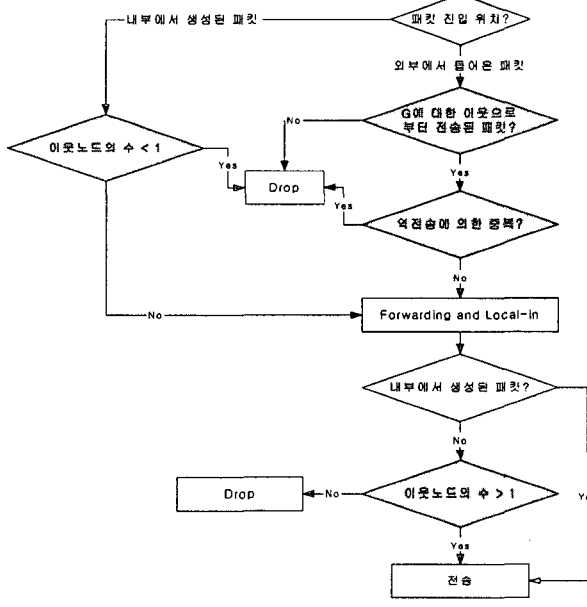 패킷 진입 위치?
내부에서 생성된 패킷
외부에서 들어온 패킷
G에 대한 이웃으로
부터 전송된 패킷?
No
이웃노드의 수 < 1
Yes
Yes
Drop
Yes
역전송에 의한 중복?
No
No
Forwarding and Local-in
내부에서 생성된 패킷?
No
Drop
No
이웃노드의 수 > 1
Ye
Yes
전송